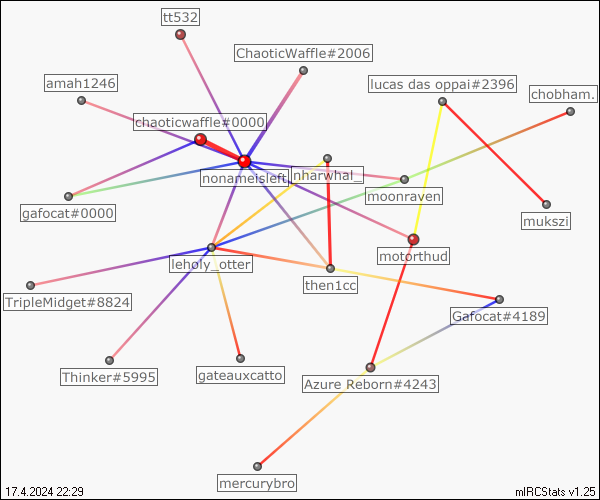 tt532
ChaoticWaffle#2006
amah1246
lucas das oppai#2396
chobham.
chaoticwaffle#0000
nonameisleft
nharwhal_
moonraven
gafocat#0000
mukszi
motorthud
leholy_otter
then1cc
TripleMidget#8824
Gafocat#4189
Thinker#5995
gateauxcatto
Azure Reborn#4243
mercurybro
17.4.2024 22:29
mIRCStats v1.25